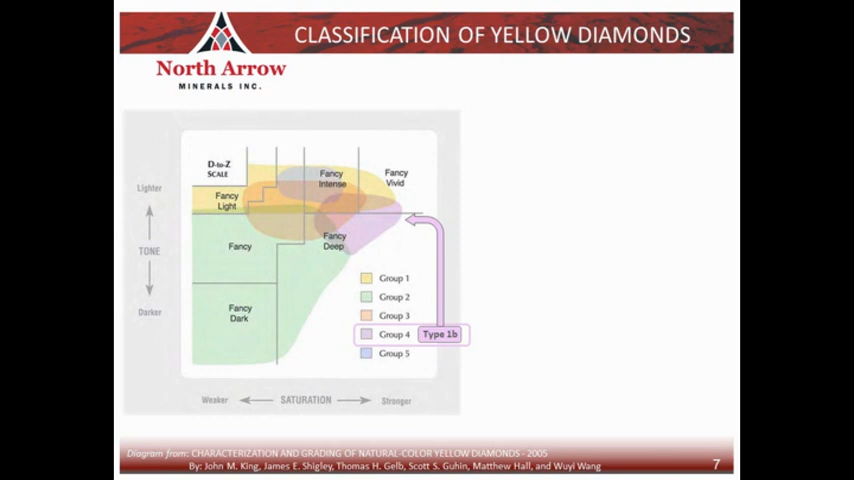 CLASSIFICATION OF YELLOW DIAMONDS
North Arrow
MINERALS INC.
D-to-Z
SCALE
Fancy
Light
Fancy
Intense
Fancy
Vivid
Fancy
Fancy
Deep
Fancy
Dark
Lighter
TONE
Darker
Group 1
Group 2
Group 3
Group 4 Type 1b
Group 5
Weaker SATURATION Stronger
Diagram from: CHARACTERIZATION AND GRADING OF NATURAL-COLOR YELLOW DIAMONDS - 2005
By: John M. King, James E. Shigley, Thomas H. Gelb, Scott S. Guhin, Matthew Hall, and Wuyi Wang
7